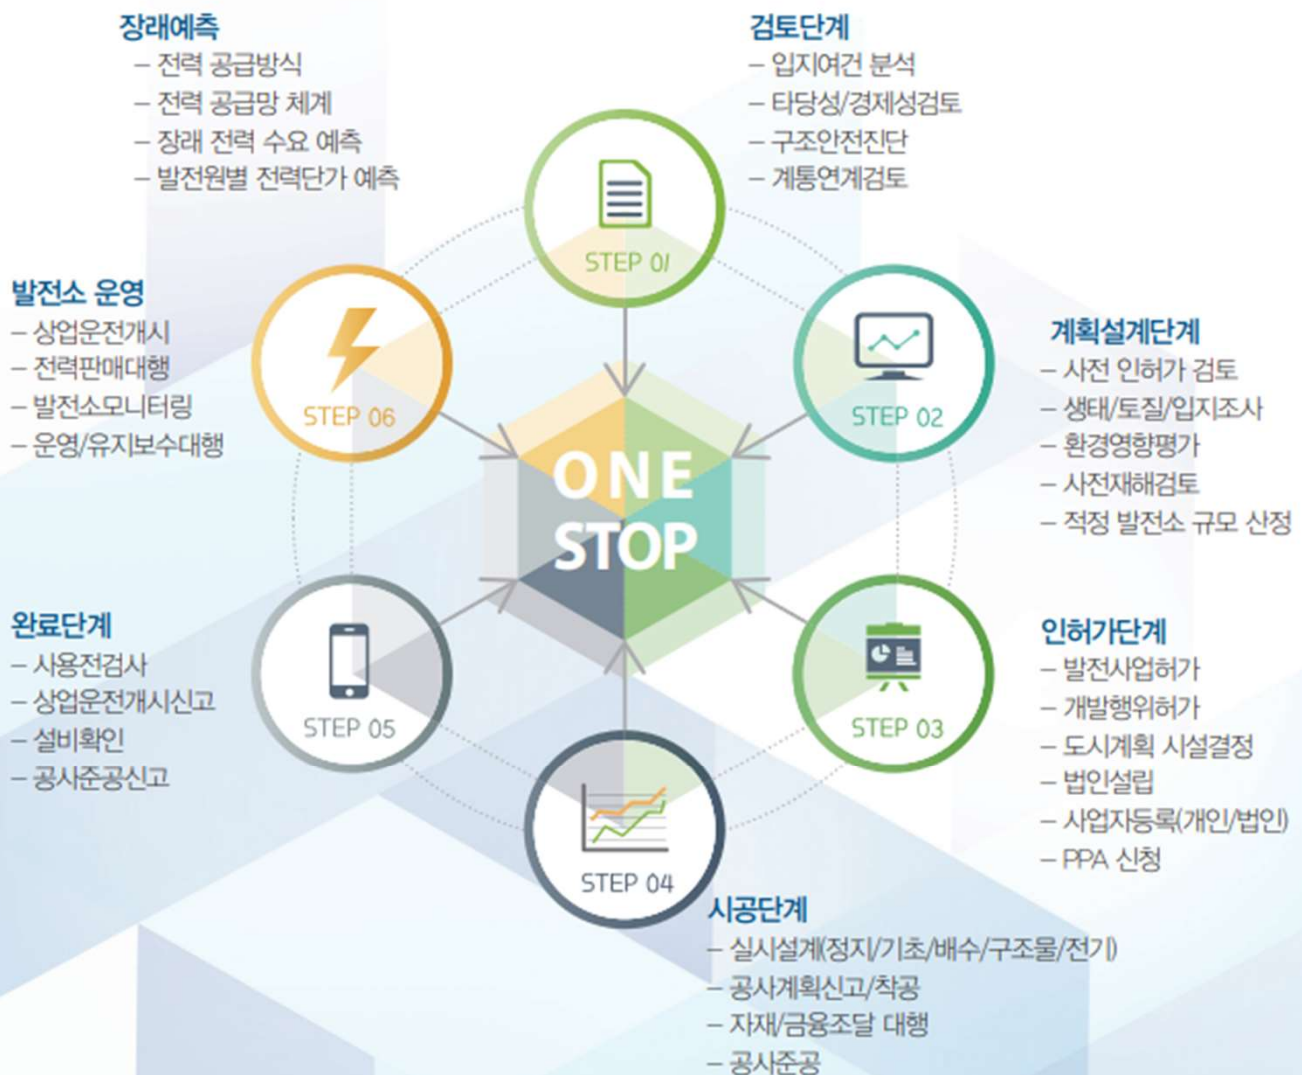 장래예측
– 전력 공급방식
– 전력 공급망 체계
– 장래 전력 수요 예측
– 발전원별 전력단가 예측
검토단계
– 입지여건 분석
– 타당성/경제성검토
– 구조안전진단
– 계통연계검토
STEP 01
STEP 02
계획설계단계
– 사전 인허가 검토
– 생태/토질/입지조사
– 환경영향평가
– 사전재해검토
– 적정 발전소 규모 산정
STEP 03
인허가단계
– 발전사업허가
– 개발행위허가
– 도시계획 시설결정
– 법인설립
– 사업자등록(개인/법인)
– PPA 신청
STEP 04
시공단계
– 실시설계(정지/기초/배수/구조물/전기)
– 공사계획신고/착공
– 자재/금융조달 대행
– 공사준공
STEP 05
완료단계
– 사용전검사
– 상업운전개시신고
– 설비확인
– 공사준공신고
STEP 06
발전소 운영
– 상업운전개시
– 전력판매대행
– 발전소모니터링
– 운영/유지보수대행
ONE
STOP